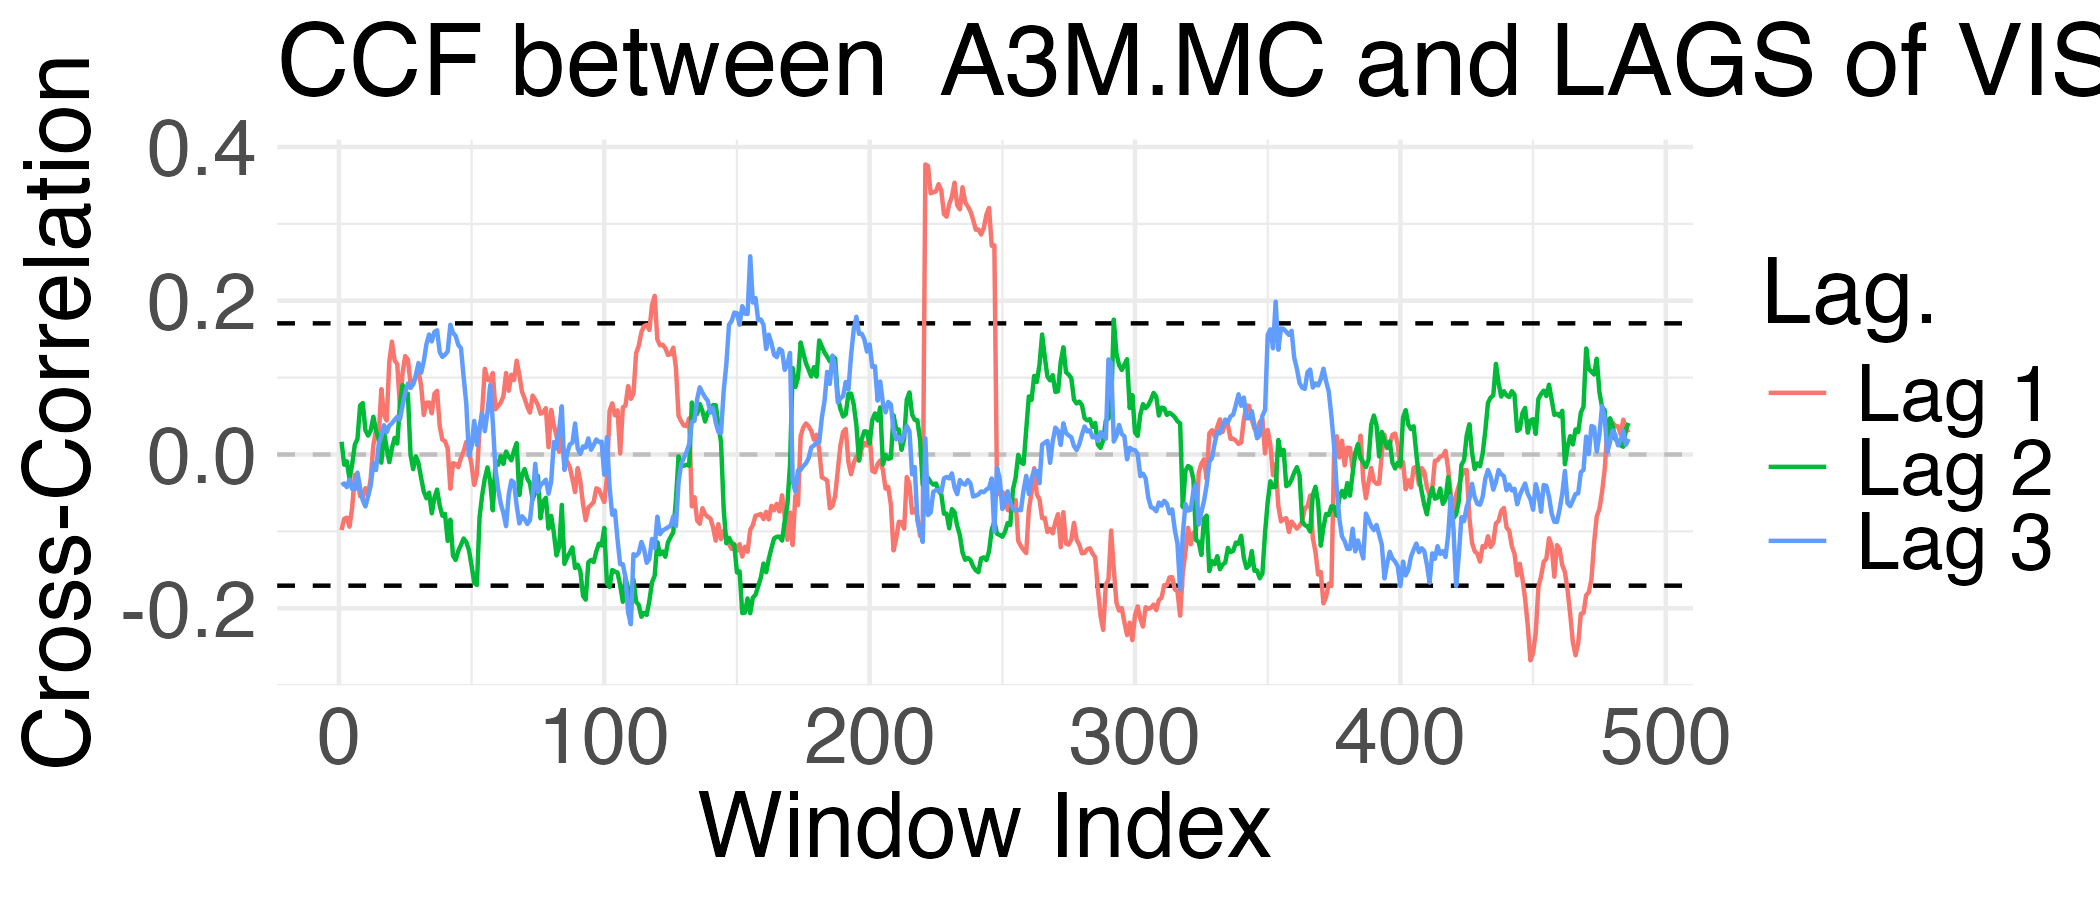 CCF between A3M.MC and LAGS of VIS
Cross-Correlation
0.4
0.2
0.0
-0.2
0
100
200
300
400
500
Window Index
Lag.
Lag 1
Lag 2
Lag 3